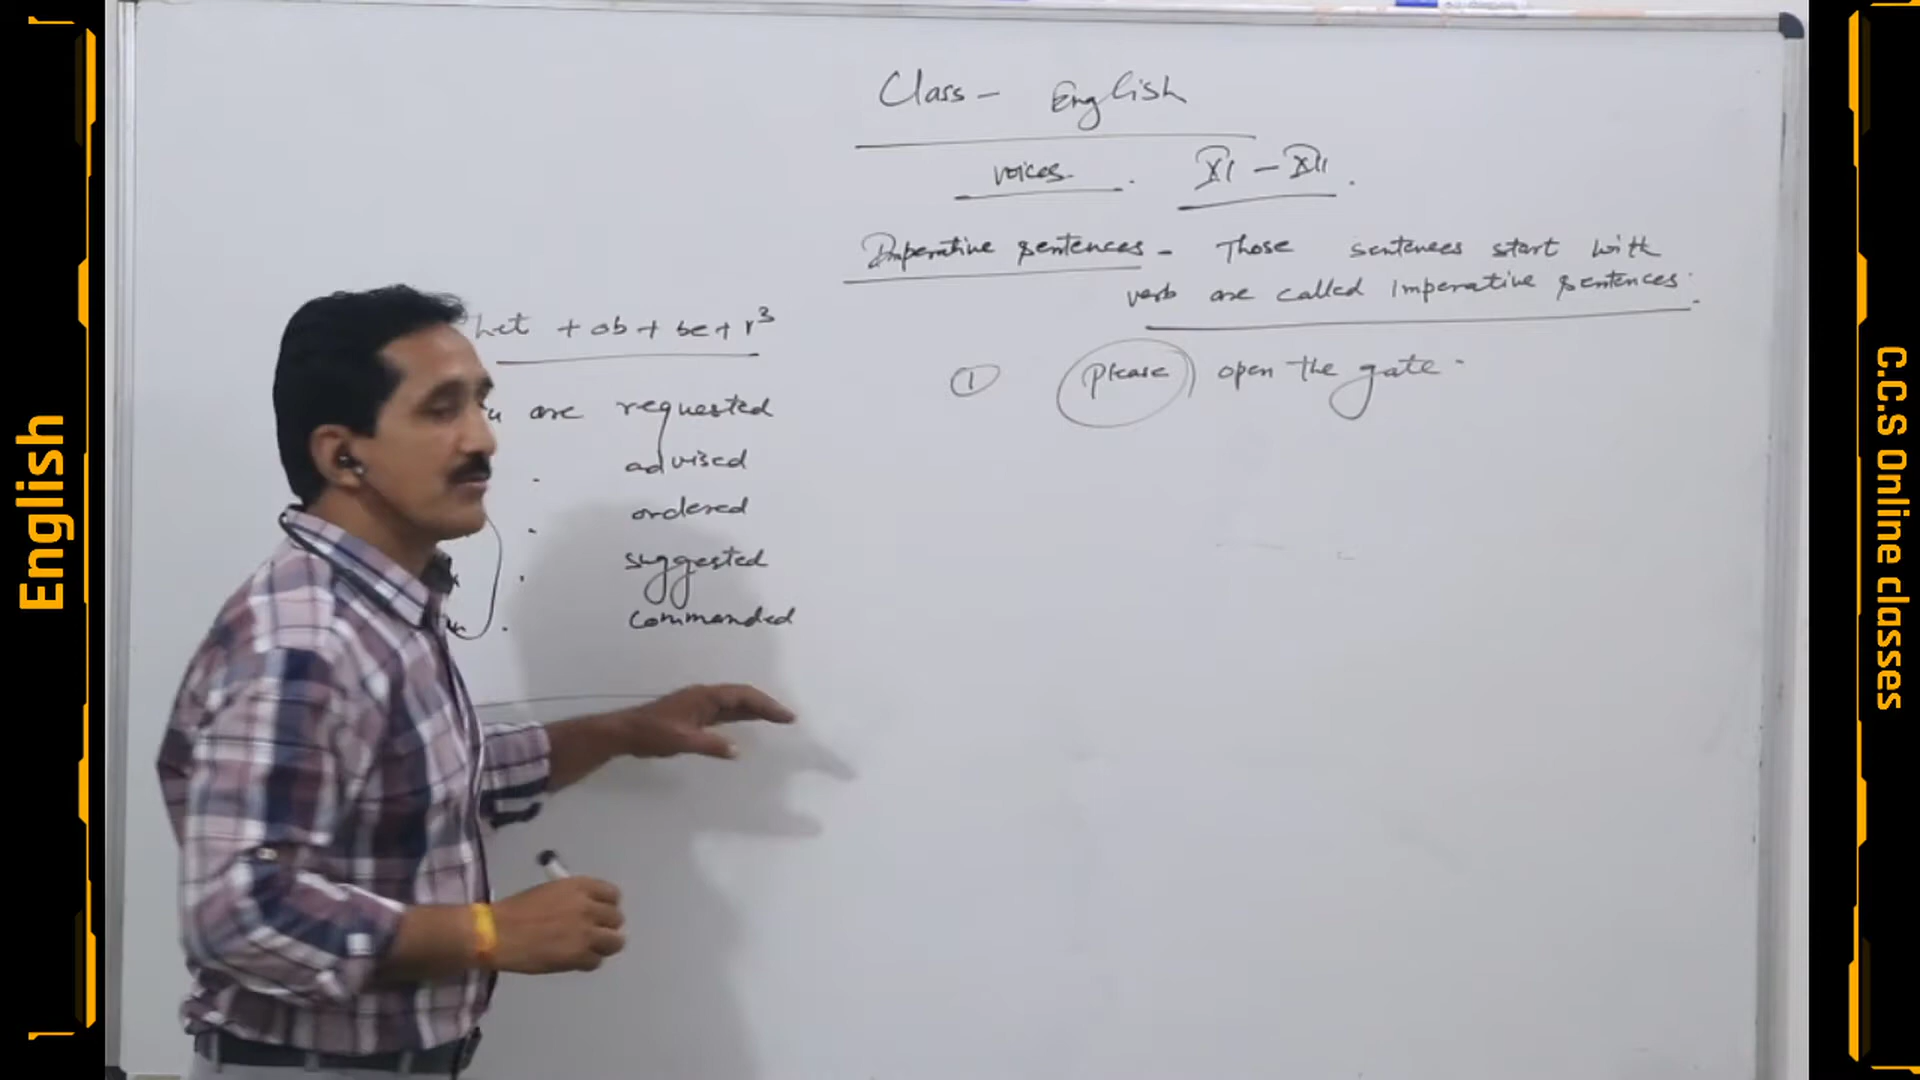 English
Class - English
voices. XI - XII.
Imperative sentences - Those sentences start with
verb are called Imperative sentences.
Let + ob + be + V³
① please open the gate.
are requested
advised
ordered
suggested
commanded
C.C.S Online classes